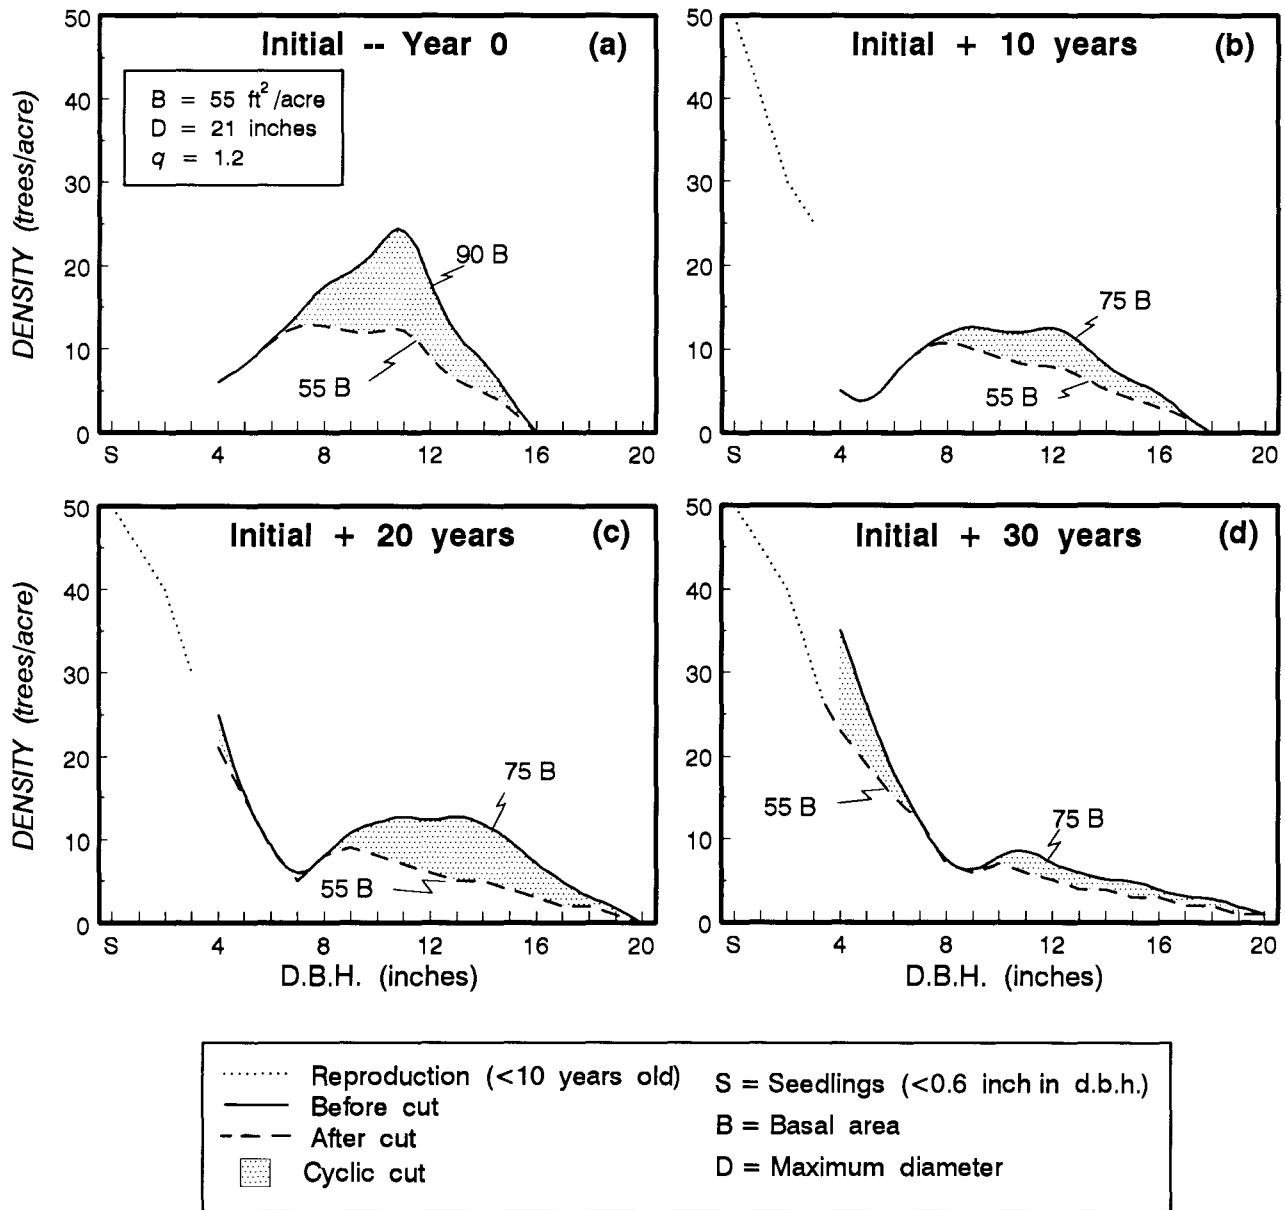 Initial -- Year 0 (a)
B = 55 ft²/acre
D = 21 inches
q = 1.2
90 B
55 B
DENSITY (trees/acre)
50
40
30
20
10
0
S 4 8 12 16 20
Initial + 10 years (b)
75 B
55 B
50
40
30
20
10
0
S 4 8 12 16 20
Initial + 20 years (c)
75 B
55 B
DENSITY (trees/acre)
50
40
30
20
10
0
S 4 8 12 16 20
D.B.H. (inches)
Initial + 30 years (d)
55 B
75 B
50
40
30
20
10
0
S 4 8 12 16 20
D.B.H. (inches)
Reproduction (<10 years old)
Before cut
After cut
Cyclic cut
S = Seedlings (<0.6 inch in d.b.h.)
B = Basal area
D = Maximum diameter